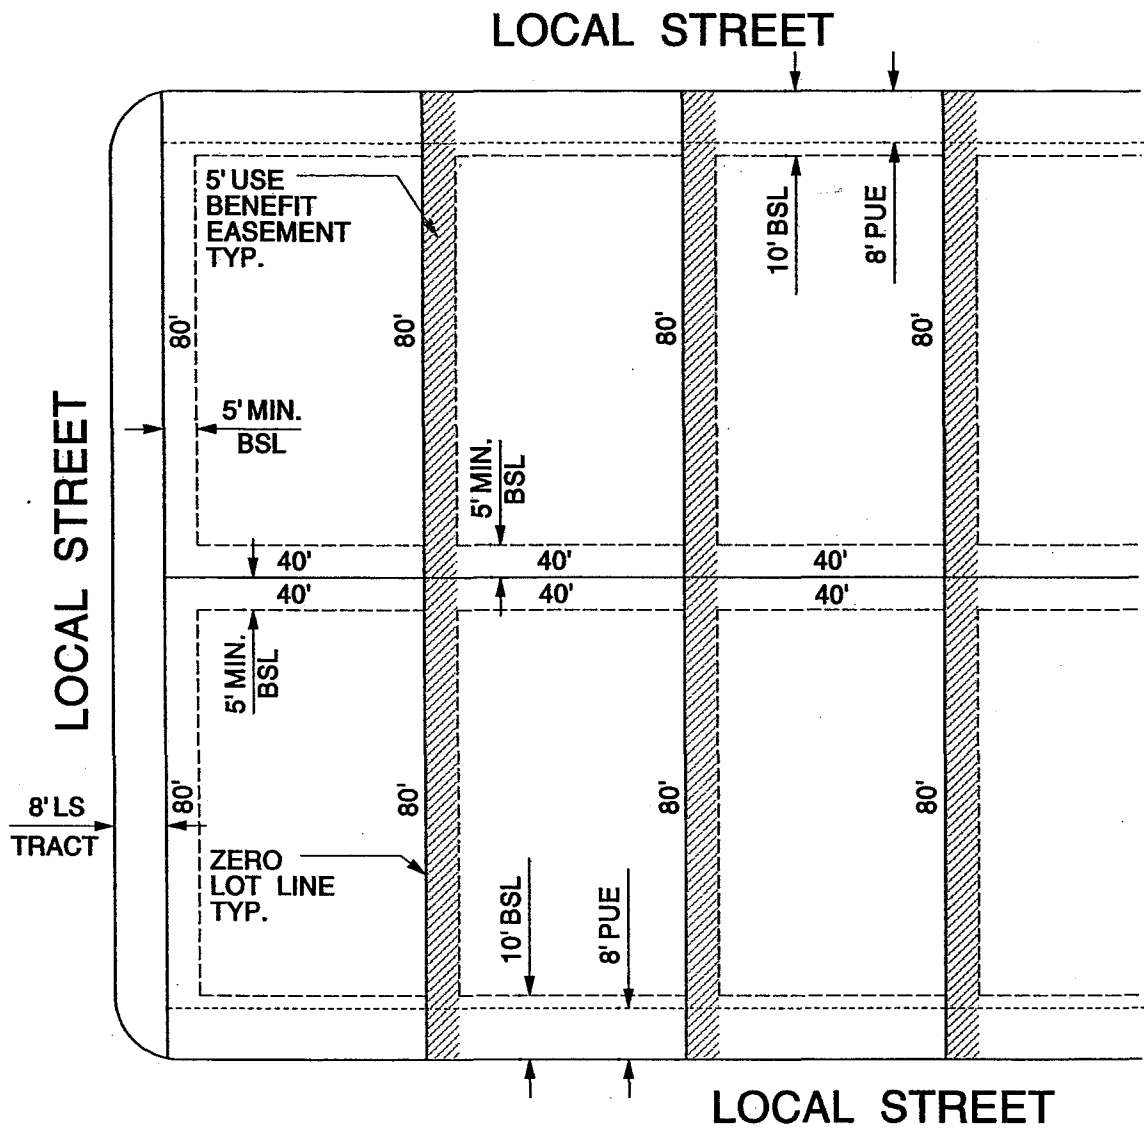 LOCAL STREET
5' USE
BENEFIT
EASEMENT
TYP.
10' BSL
8' PUE
80'
80'
80'
80'
5' MIN.
BSL
5' MIN.
BSL
LOCAL STREET
40'
40'
40'
40'
40'
40'
5' MIN.
BSL
80'
80'
80'
80'
8' LS
TRACT
ZERO
LOT LINE
TYP.
10' BSL
8' PUE
LOCAL STREET